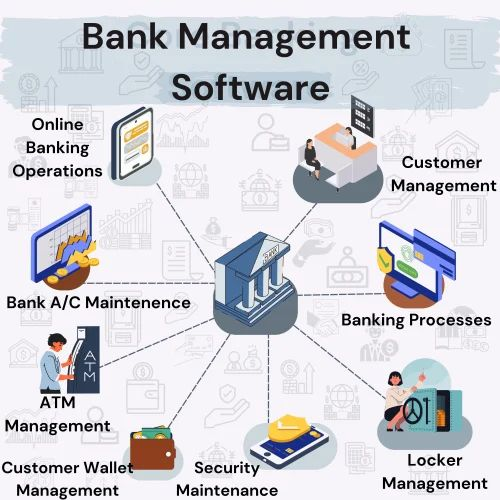 Bank Management
Software
Online
Banking
Operations
Customer
Management
Bank A/C Maintenence
Banking Processes
ATM
ATM
Management
Customer Wallet
Management
Security
Maintenance
Locker
Management